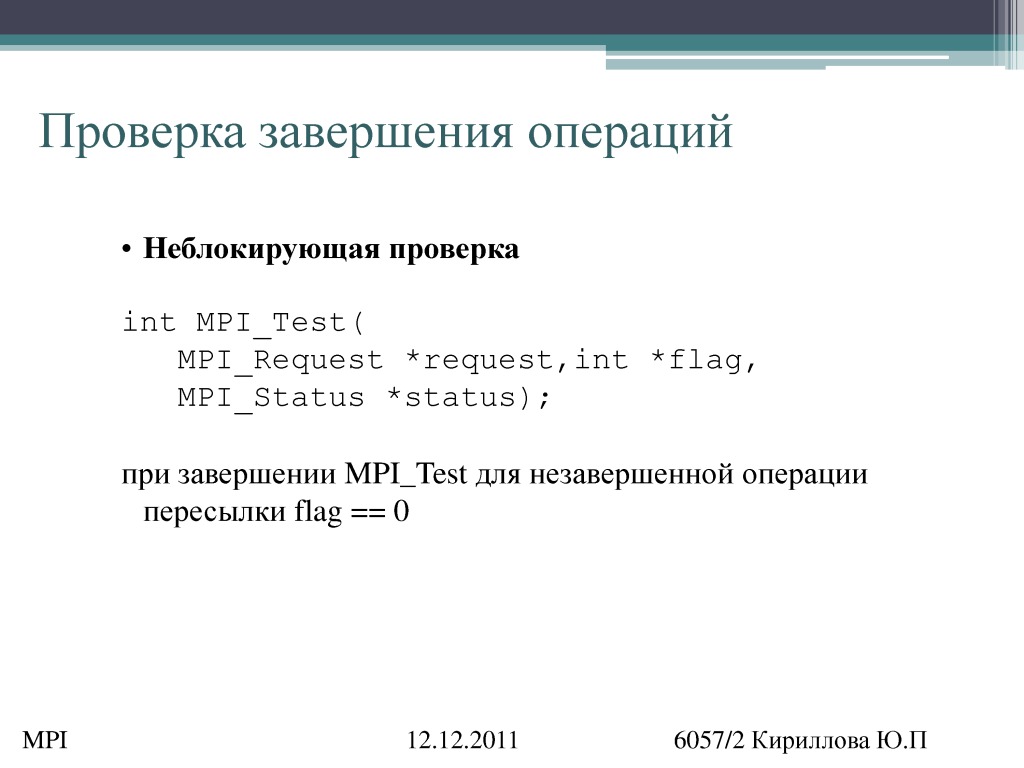 Проверка завершения операций
• Неблокирующая проверка
int MPI_Test(
MPI_Request *request,int *flag,
MPI_Status *status);
при завершении MPI_Test для незавершенной операции
пересылки flag == 0
MPI 12.12.2011 6057/2 Кириллова Ю.П